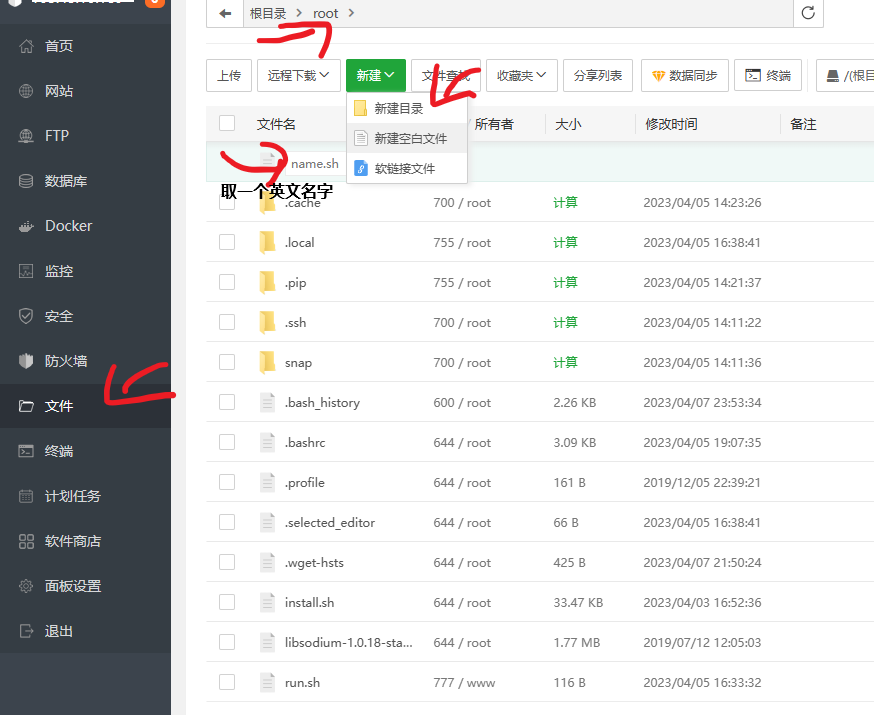 根目录 > root >
上传 远程下载 新建 文件查找 收藏夹 分享列表 数据同步 终端 /(根目
新建目录
新建空白文件
软链接文件
文件名 所有者 大小 修改时间 备注
name.sh
取一个英文名字
.cache 700 / root 计算 2023/04/05 14:23:26
.local 755 / root 计算 2023/04/05 16:38:41
.pip 755 / root 计算 2023/04/05 14:21:37
.ssh 700 / root 计算 2023/04/05 14:11:22
snap 700 / root 计算 2023/04/05 14:11:36
.bash_history 600 / root 2.26 KB 2023/04/07 23:53:34
.bashrc 644 / root 3.09 KB 2023/04/05 19:07:35
.profile 644 / root 161 B 2019/12/05 22:39:21
.selected_editor 644 / root 66 B 2023/04/05 16:38:41
.wget-hsts 644 / root 425 B 2023/04/07 21:50:24
install.sh 644 / root 33.47 KB 2023/04/03 16:52:36
libsodium-1.0.18-sta... 644 / root 1.77 MB 2019/07/12 12:05:03
run.sh 777 / www 116 B 2023/04/05 16:33:32
首页
网站
FTP
数据库
Docker
监控
安全
防火墙
文件
终端
计划任务
软件商店
面板设置
退出